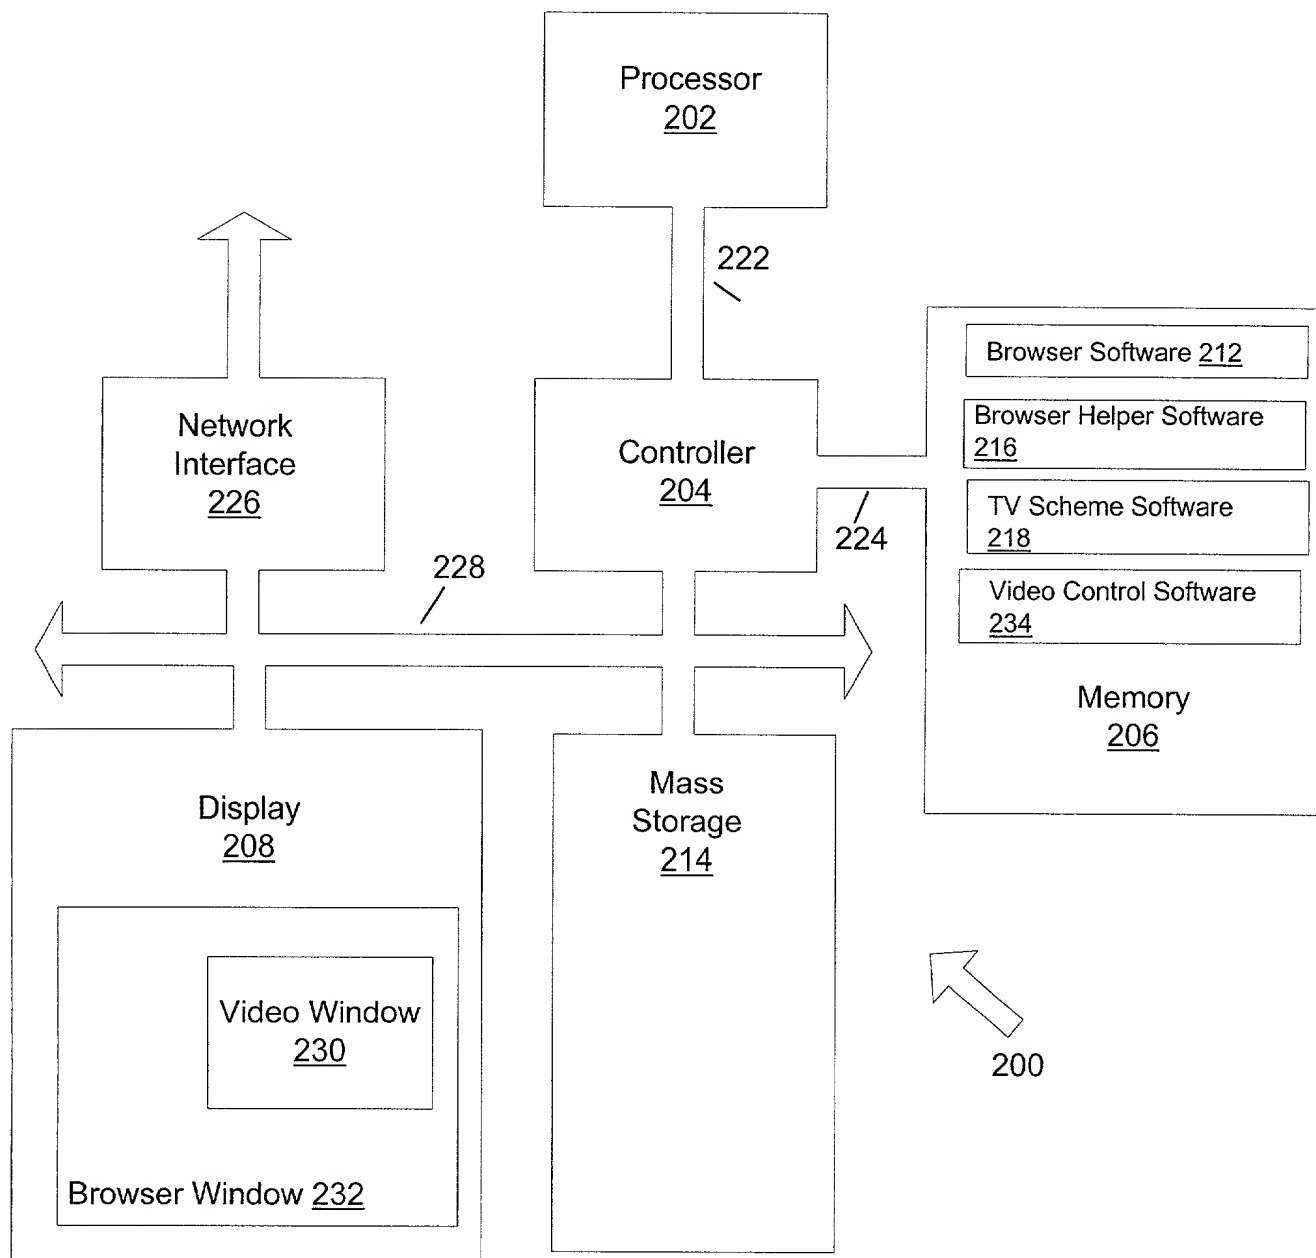 Processor
202
222
Browser Software 212
Browser Helper Software
216
TV Scheme Software
218
Video Control Software
234
Memory
206
Network
Interface
226
Controller
204
224
228
Display
208
Mass
Storage
214
Video Window
230
Browser Window 232
200